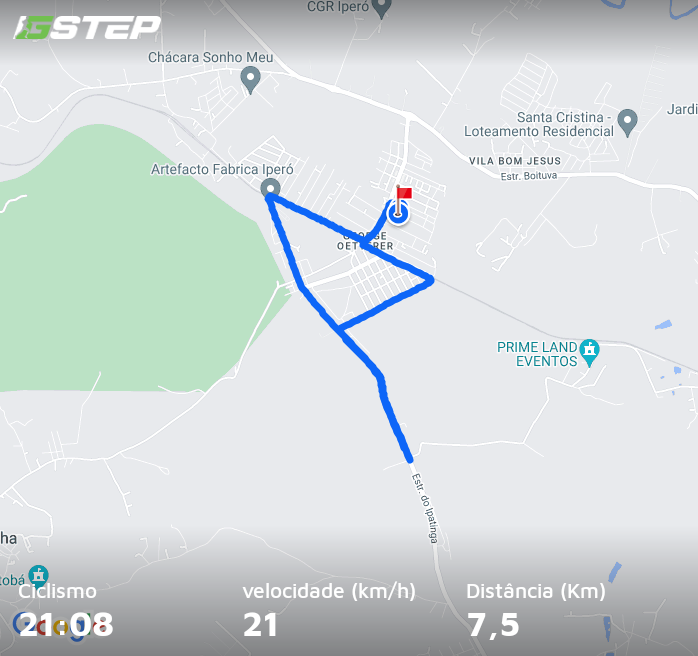 CGR Iperó
GSTEP
Chácara Sonho Meu
Jardi
Santa Cristina -
Loteamento Residencial
VILA BOM JESUS
Artefacto Fabrica Iperó
Estr. Boituva
GEORGE
OETTERER
PRIME LAND
EVENTOS
Estr. do Ipatinga
ha
tobá
Ciclismo
velocidade (km/h)
Distância (Km)
Google
21:08
21
7,5